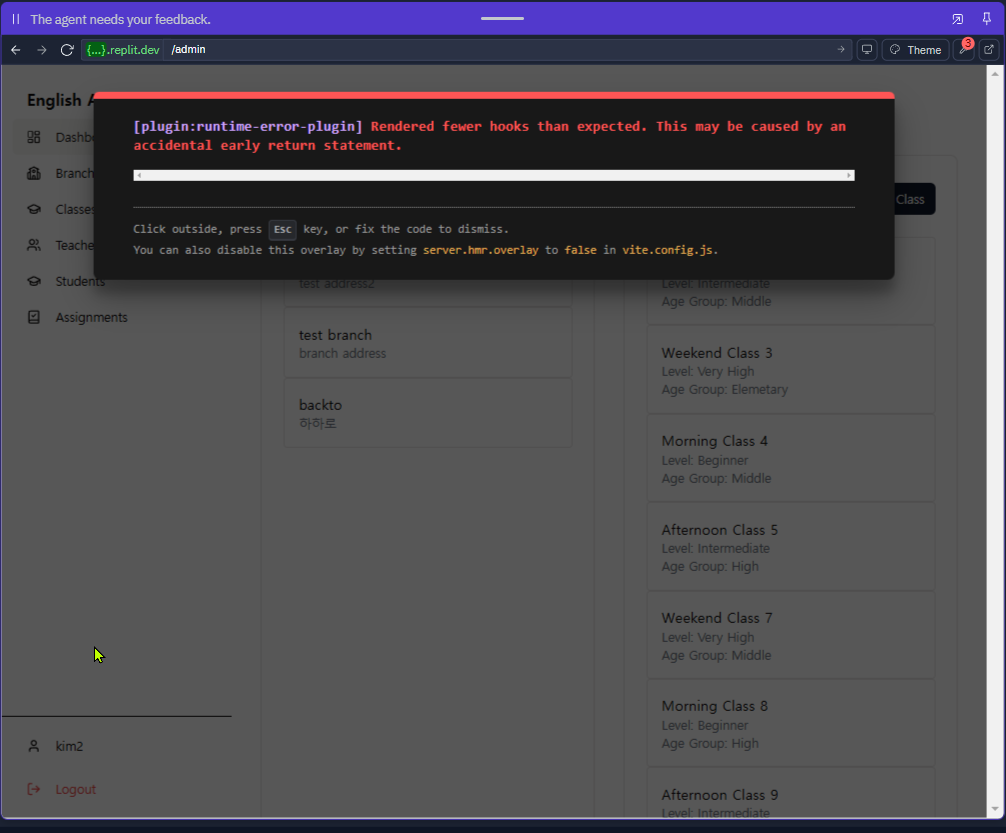 The agent needs your feedback.
{...}.replit.dev /admin Theme 3
English A
[plugin:runtime-error-plugin] Rendered fewer hooks than expected. This may be caused by an
accidental early return statement.
Click outside, press Esc key, or fix the code to dismiss.
You can also disable this overlay by setting server.hmr.overlay to false in vite.config.js.
Dashb
Branch
Classes
Teache
Students
Assignments
kim2
Logout
test address2
test branch
branch address
backto
하하로
Class
Level: Intermediate
Age Group: Middle
Weekend Class 3
Level: Very High
Age Group: Elemetary
Morning Class 4
Level: Beginner
Age Group: Middle
Afternoon Class 5
Level: Intermediate
Age Group: High
Weekend Class 7
Level: Very High
Age Group: Middle
Morning Class 8
Level: Beginner
Age Group: High
Afternoon Class 9
Level: Intermediate